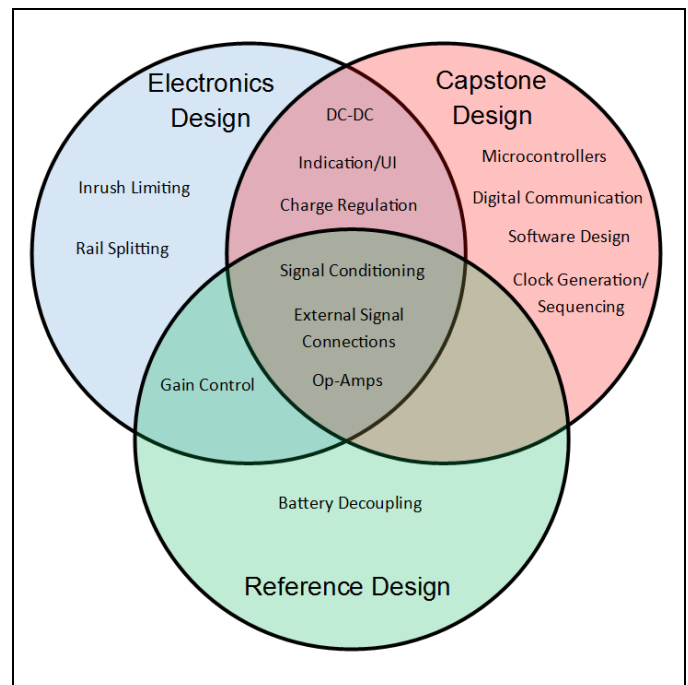 Electronics
Design
Capstone
Design
DC-DC
Indication/UI
Charge Regulation
Inrush Limiting
Rail Splitting
Microcontrollers
Digital Communication
Software Design
Clock Generation/
Sequencing
Signal Conditioning
External Signal
Connections
Op-Amps
Gain Control
Battery Decoupling
Reference Design